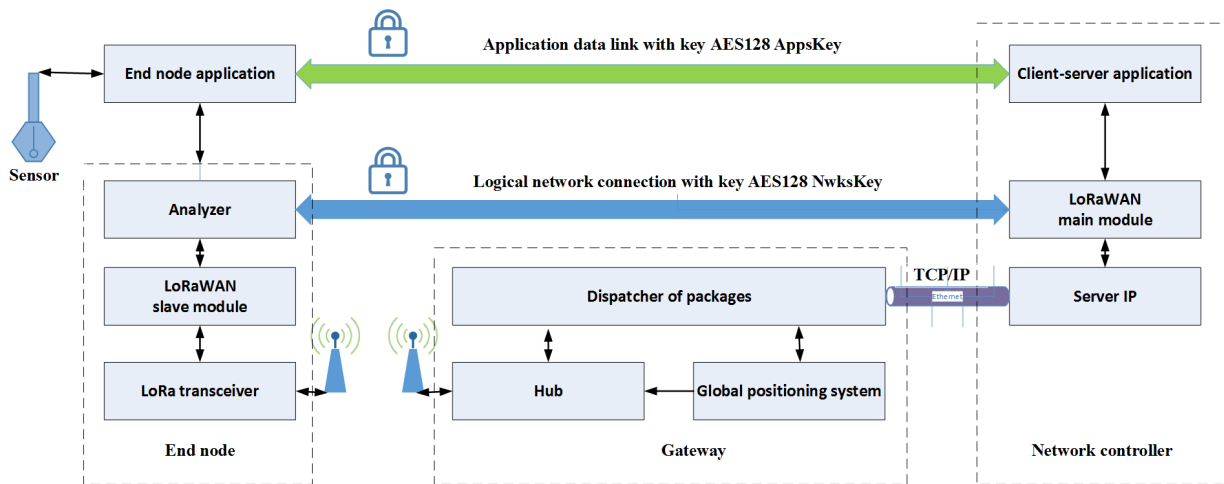 Application data link with key AES128 AppsKey
End node application
Client-server application
Sensor
Logical network connection with key AES128 NwksKey
Analyzer
LoRaWAN
main module
LoRaWAN
slave module
Dispatcher of packages
TCP/IP
Ethernet
Server IP
LoRa transceiver
Hub
Global positioning system
End node
Gateway
Network controller